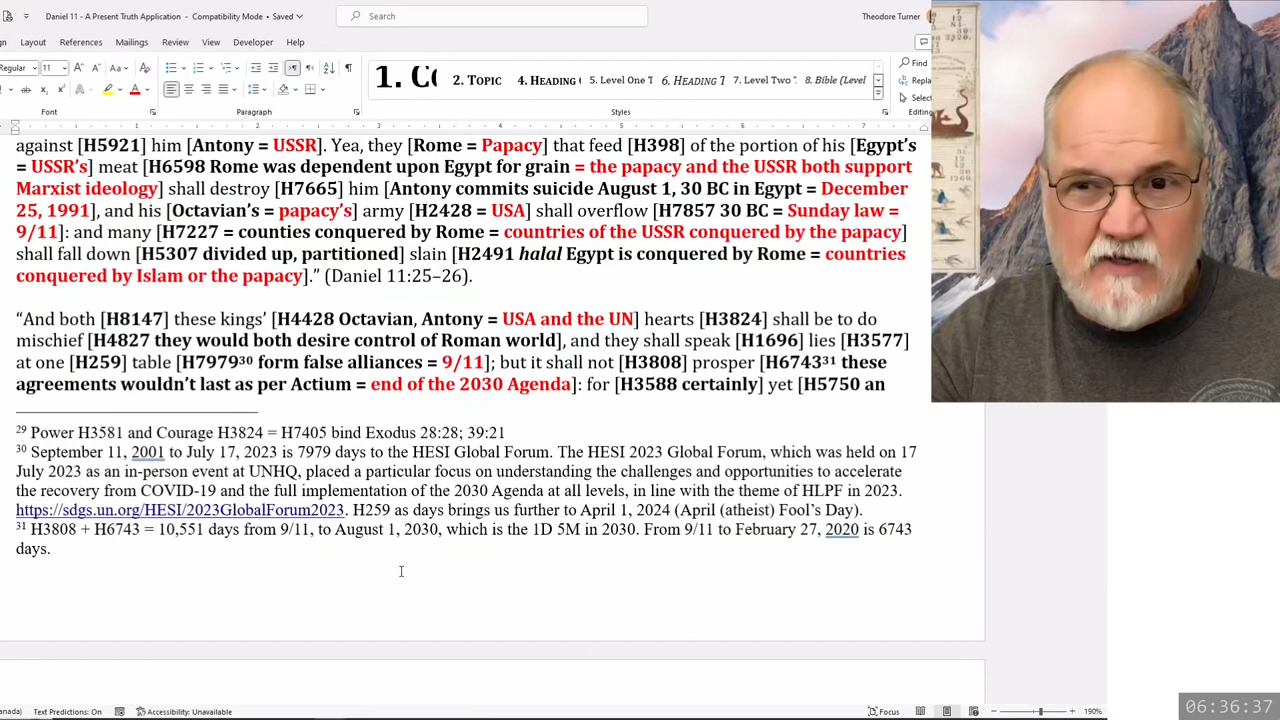 Daniel 11 - A Present Truth Application - Compatibility Mode • Saved
Search
Theodore Turner
Layout References Mailings Review View Developer Help
Regular 11
1. Co 2. Topic 4. Heading 5. Level One 6. Heading 7. Level Two 8. Bible (Level
Find
Replac
Select
Font Paragraph Styles
1 2 3 4 5 6 7
against [H5921] him [Antony = USSR]. Yea, they [Rome = Papacy] that feed [H398] of the portion of his [Egypt’s
= USSR’s] meat [H6598 Rome was dependent upon Egypt for grain = the papacy and the USSR both support
Marxist ideology] shall destroy [H7665] him [Antony commits suicide August 1, 30 BC in Egypt = December
25, 1991], and his [Octavian’s = papacy’s] army [H2428 = USA] shall overflow [H7857 30 BC = Sunday law =
9/11]: and many [H7227 = counties conquered by Rome = countries of the USSR conquered by the papacy]
shall fall down [H5307 divided up, partitioned] slain [H2491 halal Egypt is conquered by Rome = countries
conquered by Islam or the papacy].” (Daniel 11:25–26).
“And both [H8147] these kings’ [H4428 Octavian, Antony = USA and the UN] hearts [H3824] shall be to do
mischief [H4827 they would both desire control of Roman world], and they shall speak [H1696] lies [H3577]
at one [H259] table [H7979³⁰ form false alliances = 9/11]; but it shall not [H3808] prosper [H6743³¹ these
agreements wouldn’t last as per Actium = end of the 2030 Agenda]: for [H3588 certainly] yet [H5750 an
²⁹ Power H3581 and Courage H3824 = H7405 bind Exodus 28:28; 39:21
³⁰ September 11, 2001 to July 17, 2023 is 7979 days to the HESI Global Forum. The HESI 2023 Global Forum, which was held on 17
July 2023 as an in-person event at UNHQ, placed a particular focus on understanding the challenges and opportunities to accelerate
the recovery from COVID-19 and the full implementation of the 2030 Agenda at all levels, in line with the theme of HLPF in 2023.
https://sdgs.un.org/HESI/2023GlobalForum2023. H259 as days brings us further to April 1, 2024 (April (atheist) Fool’s Day).
³¹ H3808 + H6743 = 10,551 days from 9/11, to August 1, 2030, which is the 1D 5M in 2030. From 9/11 to February 27, 2020 is 6743
days.
anada) Text Predictions: On Accessibility: Unavailable Focus 190%
06:36:37